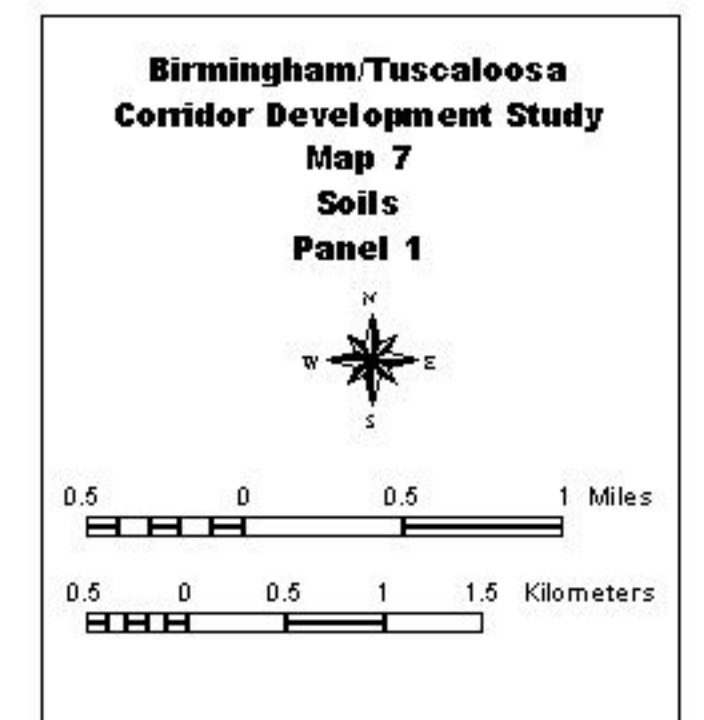 Birmingham/Tuscaloosa
Corridor Development Study
Map 7
Soils
Panel 1
N
W E
S
0.5 0 0.5 1 Miles
0.5 0 0.5 1 1.5 Kilometers